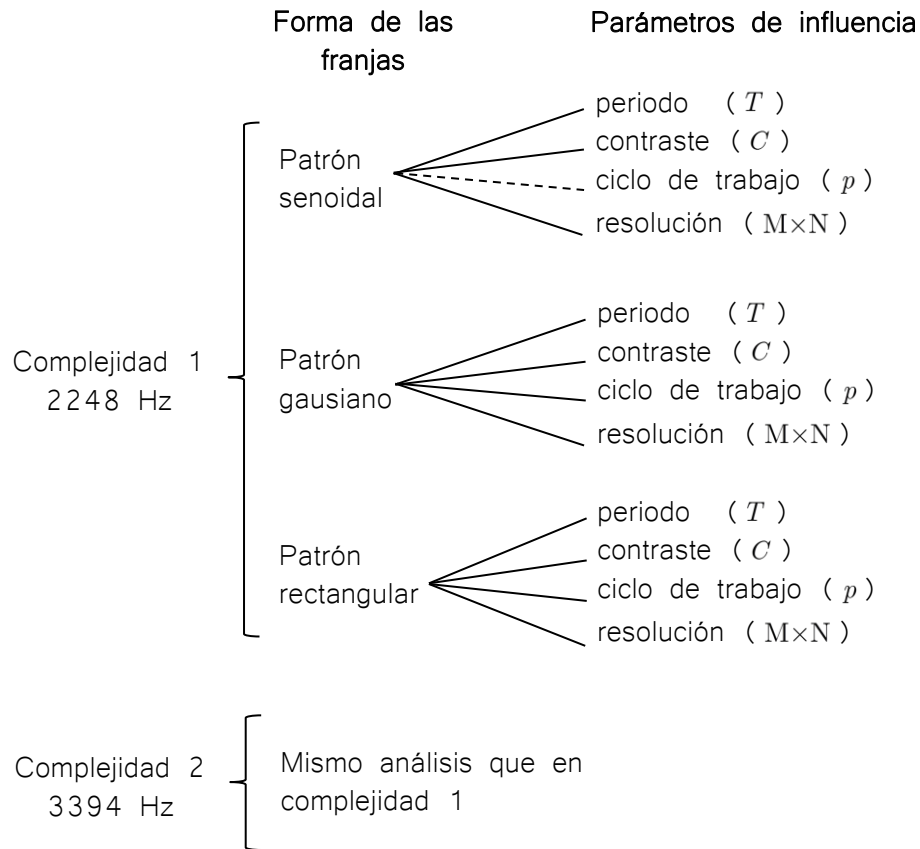 Forma de las
franjas
Parámetros de influencia
Complejidad 1
2248 Hz
Patrón
senoidal
periodo ( T )
contraste ( C )
ciclo de trabajo ( p )
resolución ( M×N )
Patrón
gausiano
periodo ( T )
contraste ( C )
ciclo de trabajo ( p )
resolución ( M×N )
Patrón
rectangular
periodo ( T )
contraste ( C )
ciclo de trabajo ( p )
resolución ( M×N )
Complejidad 2
3394 Hz
Mismo análisis que en
complejidad 1